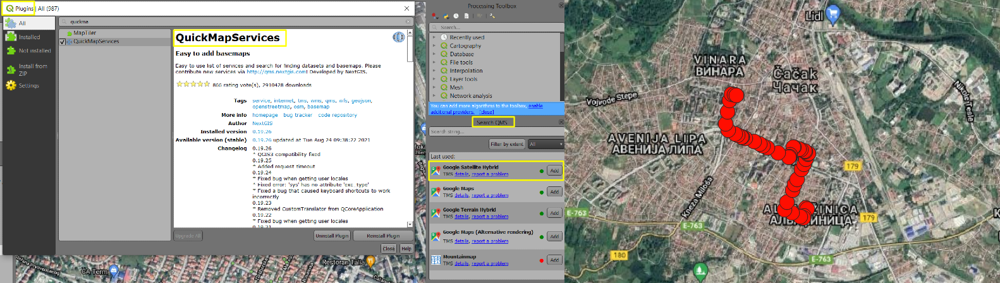 Plugins | All (987)
quickma
All
Installed
Not installed
Install from
ZIP
Settings
MapTiler
QuickMapServices
QuickMapServices
Easy to add basemaps
Easy to use list of services and search for finding datasets and basemaps. Please
contribute new services via http://qms.nextgis.com! Developed by NextGIS.
866 rating vote(s), 2910428 downloads
Tags service, internet, tms, wms, qms, wfs, geojson,
openstreetmap, osm, basemap
More info homepage bug tracker code repository
Author NextGIS
Installed version 0.19.26
Available version (stable) 0.19.26 updated at Tue Aug 24 09:38:22 2021
Changelog 0.19.26
* QGIS3 compatibility fixed
0.19.25
* Added request timeout
0.19.24
* Fixed bug when getting user locales
* Fixed error: 'sys' has no attribute 'exc_type'
* Fixed a bug that caused keyboard shortcuts to work
incorrectly
0.19.23
* Removed CustomTranslator from QCoreApplication
0.19.22
* Fixed bug when getting user locales
0.19.21
Upgrade All
Uninstall Plugin
Reinstall Plugin
Close
Help
ČA-Term
Restoran Talia
Processing Toolbox
Search...
Recently used
Cartography
Database
File tools
Interpolation
Layer tools
Mesh
Network analysis
You can add more algorithms to the toolbox, enable
additional providers. [close]
Search QMS
Search string...
Filter by extent
All
Last used:
Google Satellite Hybrid
TMS details, report a problem
Add
Google Maps
TMS details, report a problem
Add
Google Terrain Hybrid
TMS details, report a problem
Add
Google Maps (Alternative rendering)
TMS details, report a problem
Add
Mountainmap
TMS details, report a problem
Add
Lidl
VINARA
ВИНАРА
Čačak
Чачак
Vojvode Stepe
Nikole Tesle
AVENIJA LIPA
АВЕНИЈА ЛИПА
179
Kneza Miloša
E-763
179
E-763
180
E-763